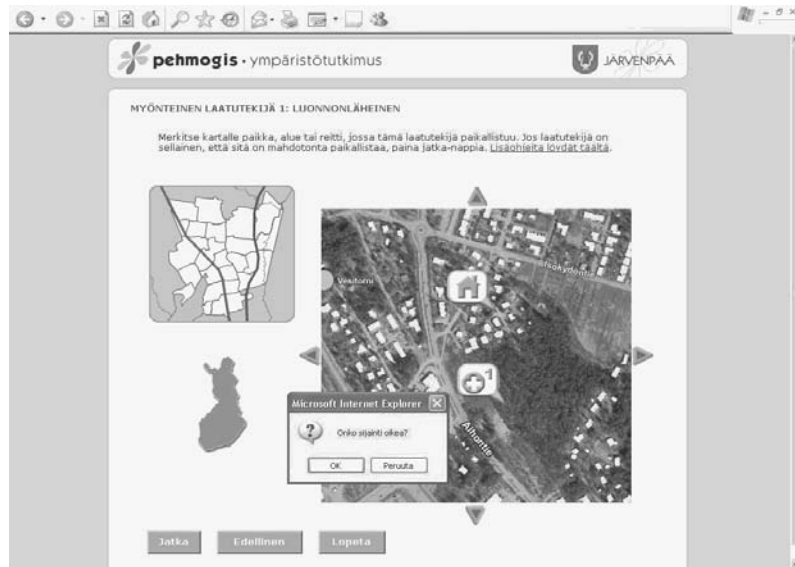 pehmogis · ympäristötutkimus
JÄRVENPÄÄ
MYÖNTEINEN LAATUTEKIJÄ 1: LUONNONLÄHEINEN
Merkitse kartalle paikka, alue tai reitti, jossa tämä laatutekijä paikallistuu. Jos laatutekijä on
sellainen, että sitä on mahdotonta paikallistaa, paina jatka-nappia. Lisäohjeita löydät täältä.
Isokydöntie
Vesitorni
1
Microsoft Internet Explorer
Onko sijainti oikea?
OK Peruuta
Alhontie
Jatka Edellinen Lopeta